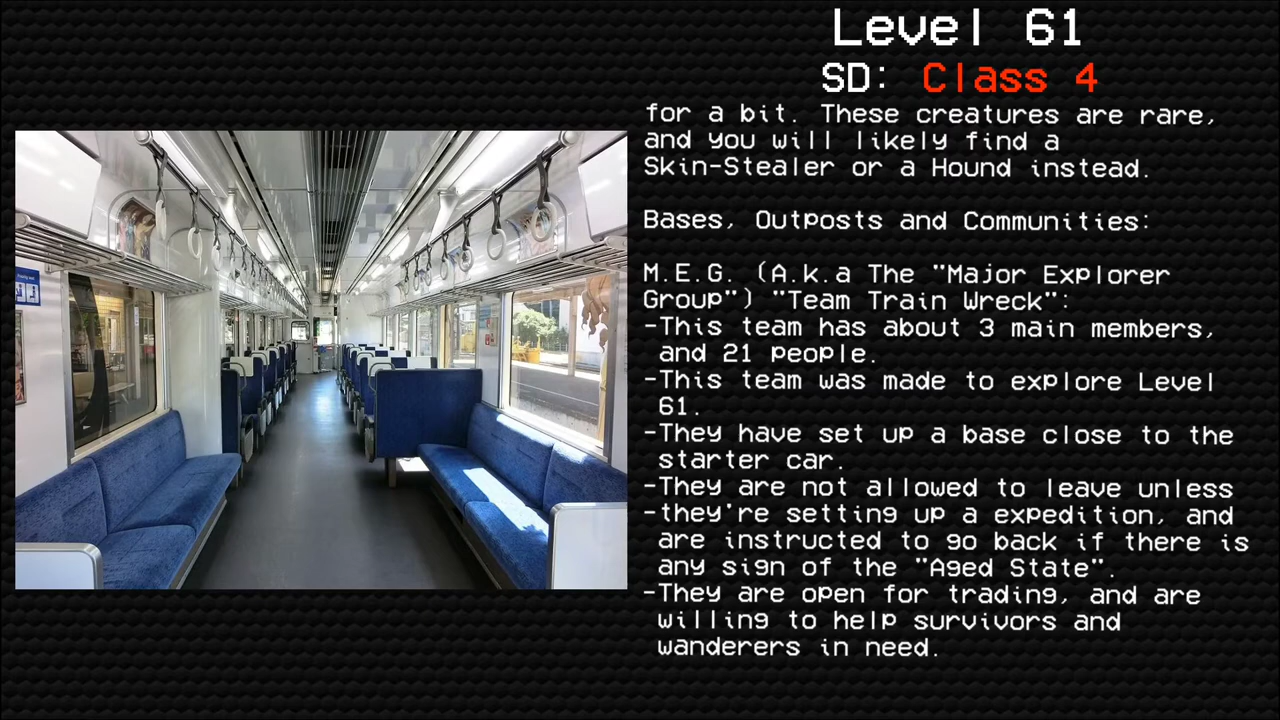 Level 61
SD: Class 4
for a bit. These creatures are rare,
and you will likely find a
Skin-Stealer or a Hound instead.
Bases, Outposts and Communities:
M.E.G. (A.k.a The "Major Explorer
Group") "Team Train Wreck":
-This team has about 3 main members,
and 21 people.
-This team was made to explore Level
61.
-They have set up a base close to the
starter car.
-They are not allowed to leave unless
-they're setting up a expedition, and
are instructed to go back if there is
any sign of the "Aged State".
-They are open for trading, and are
willing to help survivors and
wanderers in need.